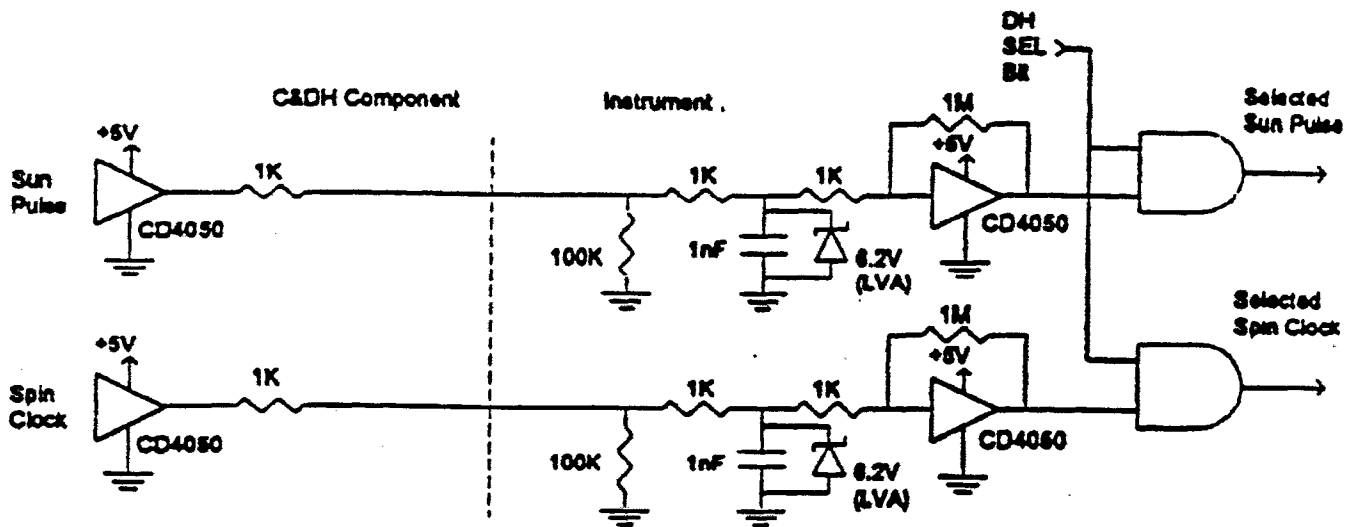 DH
SEL
Bit
C&DH Component
Instrument .
1M
Selected
Sun Pulse
+5V
+5V
Sun
Pulse
1K
1K
1K
CD4050
CD4050
100K
1nF
6.2V
(LVA)
Selected
Spin Clock
1M
+5V
+5V
Spin
Clock
1K
1K
1K
CD4050
CD4050
100K
1nF
6.2V
(LVA)